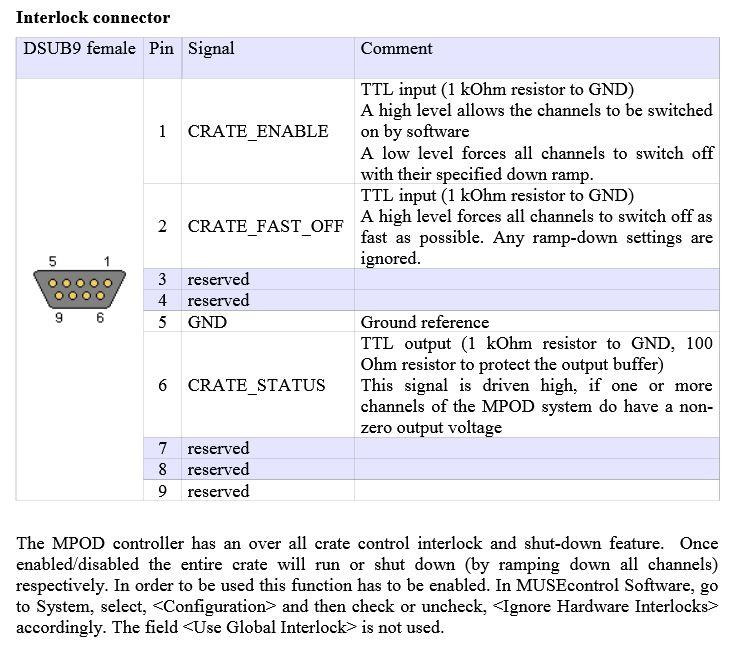 Interlock connector
DSUB9 female Pin Signal Comment
TTL input (1 kOhm resistor to GND)
A high level allows the channels to be switched
1 CRATE_ENABLE on by software
A low level forces all channels to switch off
with their specified down ramp.
TTL input (1 kOhm resistor to GND)
2 CRATE_FAST_OFF A high level forces all channels to switch off as
fast as possible. Any ramp-down settings are
ignored.
5 1
9 6
3 reserved
4 reserved
5 GND Ground reference
TTL output (1 kOhm resistor to GND, 100
Ohm resistor to protect the output buffer)
6 CRATE_STATUS This signal is driven high, if one or more
channels of the MPOD system do have a non-
zero output voltage
7 reserved
8 reserved
9 reserved
The MPOD controller has an over all crate control interlock and shut-down feature. Once
enabled/disabled the entire crate will run or shut down (by ramping down all channels)
respectively. In order to be used this function has to be enabled. In MUSEcontrol Software, go
to System, select, <Configuration> and then check or uncheck, <Ignore Hardware Interlocks>
accordingly. The field <Use Global Interlock> is not used.